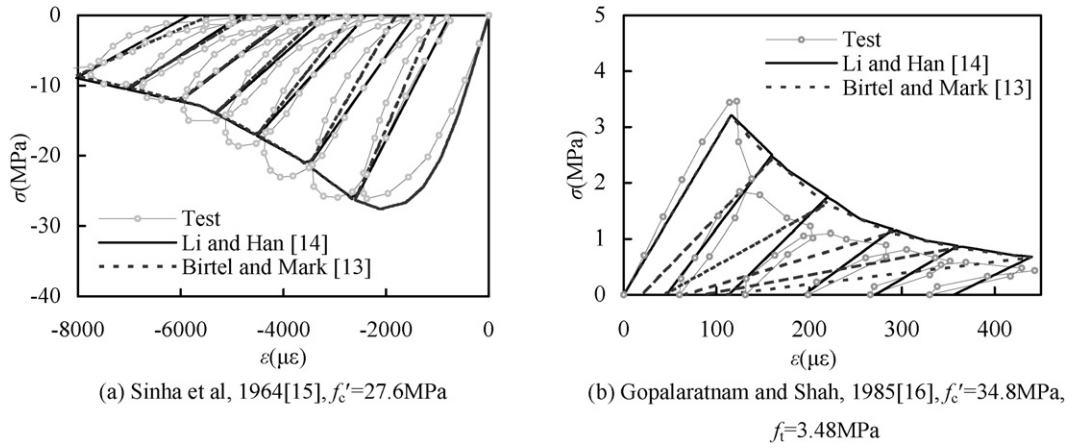 0
-10
-20
-30
-40
σ(MPa)
Test
Li and Han [14]
Birtel and Mark [13]
-8000 -6000 -4000 -2000 0
ε(με)
(a) Sinha et al, 1964[15], fc′=27.6MPa
5
4
3
2
1
0
σ(MPa)
Test
Li and Han [14]
Birtel and Mark [13]
0 100 200 300 400
ε(με)
(b) Gopalaratnam and Shah, 1985[16], fc′=34.8MPa,
ft=3.48MPa